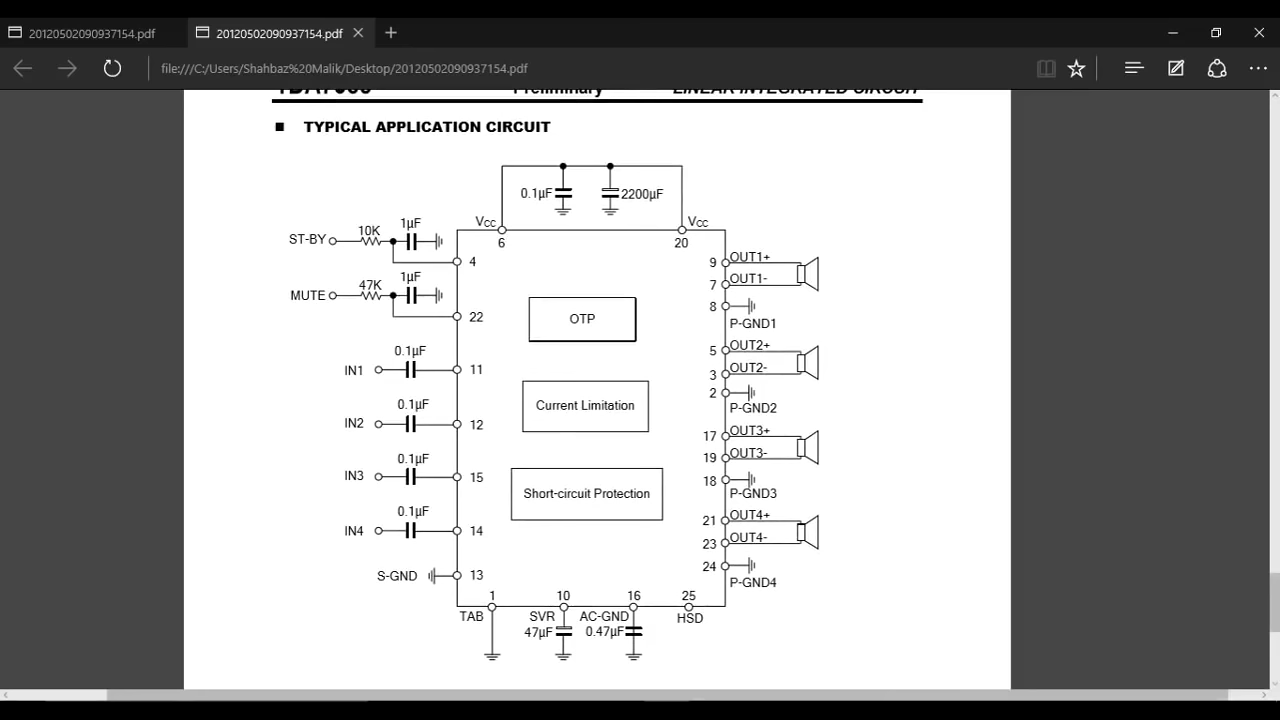 20120502090937154.pdf
20120502090937154.pdf
file:///C:/Users/Shahbaz%20Malik/Desktop/20120502090937154.pdf
Preliminary LINEAR INTEGRATED CIRCUIT
■ TYPICAL APPLICATION CIRCUIT
0.1µF 2200µF
Vcc Vcc
6 20
ST-BY 10K 1µF
4
MUTE 47K 1µF
22
IN1 0.1µF 11
IN2 0.1µF 12
IN3 0.1µF 15
IN4 0.1µF 14
S-GND 13
OTP
Current Limitation
Short-circuit Protection
9 OUT1+
7 OUT1-
8
P-GND1
5 OUT2+
3 OUT2-
2
P-GND2
17 OUT3+
19 OUT3-
18
P-GND3
21 OUT4+
23 OUT4-
24
P-GND4
1 10 16 25
TAB SVR AC-GND HSD
47µF 0.47µF